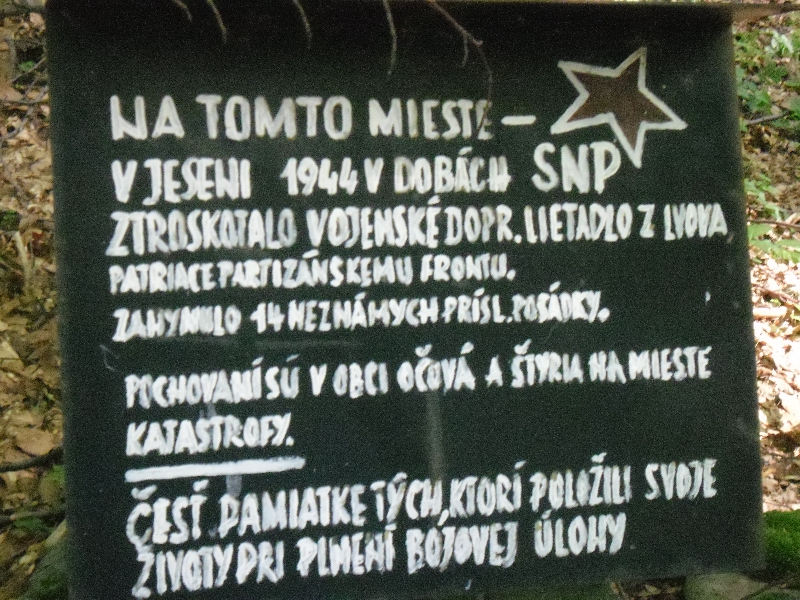 NA TOMTO MIESTE –
V JESENI 1944 V DOBÁCH SNP
ZTROSKOTALO VOJENSKÉ DOPR. LIETADLO Z LVOVA,
PATRIACE PARTIZÁNSKEMU FRONTU.
ZAHYNULO 14 NEZNÁMYCH PRÍSL. POSÁDKY.
POCHOVANÍ SÚ V OBCI OČOVÁ A ŠTYRIA NA MIESTE
KATASTROFY.
ČESŤ PAMIATKE TÝCH, KTORÍ POLOŽILI SVOJE
ŽIVOTY PRI PLNENÍ BOJOVEJ ÚLOHY